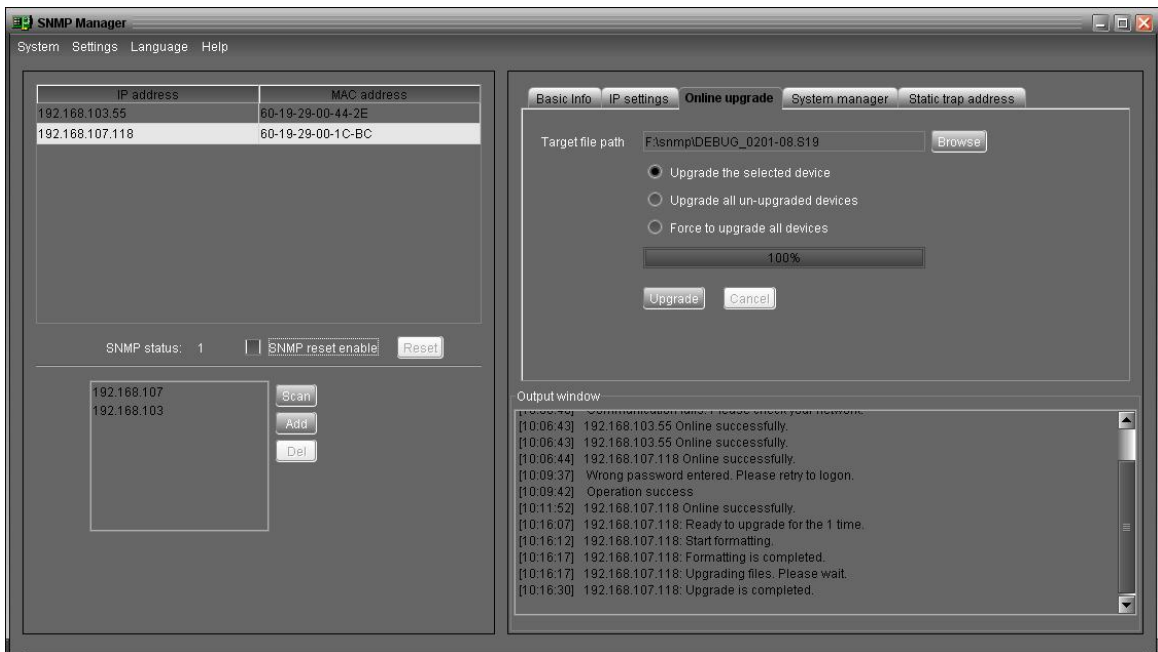 SNMP Manager
System Settings Language Help
IP address MAC address
192.168.103.55 60-19-29-00-44-2E
192.168.107.118 60-19-29-00-1C-BC
SNMP status: 1 SNMP reset enable Reset
192.168.107
192.168.103
Scan
Add
Del
Basic Info IP settings Online upgrade System manager Static trap address
Target file path F:\snmp\DEBUG_0201-08.S19 Browse
Upgrade the selected device
Upgrade all un-upgraded devices
Force to upgrade all devices
100%
Upgrade Cancel
Output window
Communication fails. Please check your network.
[10:06:43] 192.168.103.55 Online successfully.
[10:06:43] 192.168.103.55 Online successfully.
[10:06:44] 192.168.107.118 Online successfully.
[10:09:37] Wrong password entered. Please retry to logon.
[10:09:42] Operation success
[10:11:52] 192.168.107.118 Online successfully.
[10:16:07] 192.168.107.118: Ready to upgrade for the 1 time.
[10:16:12] 192.168.107.118: Start formatting.
[10:16:17] 192.168.107.118: Formatting is completed.
[10:16:17] 192.168.107.118: Upgrading files. Please wait.
[10:16:30] 192.168.107.118: Upgrade is completed.